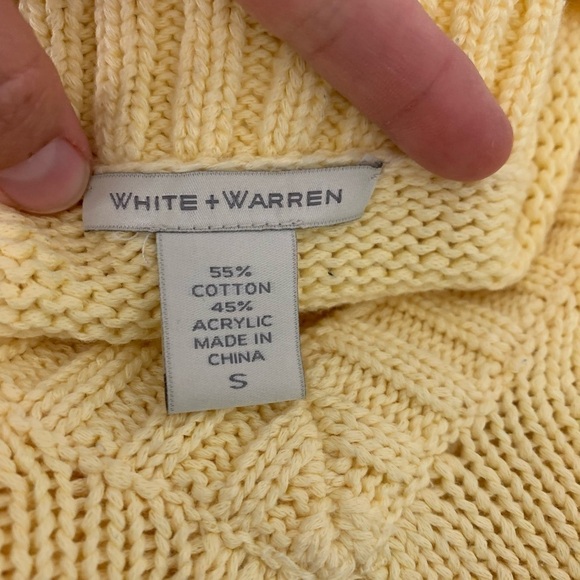 WHITE + WARREN
55%
COTTON
45%
ACRYLIC
MADE IN
CHINA
S